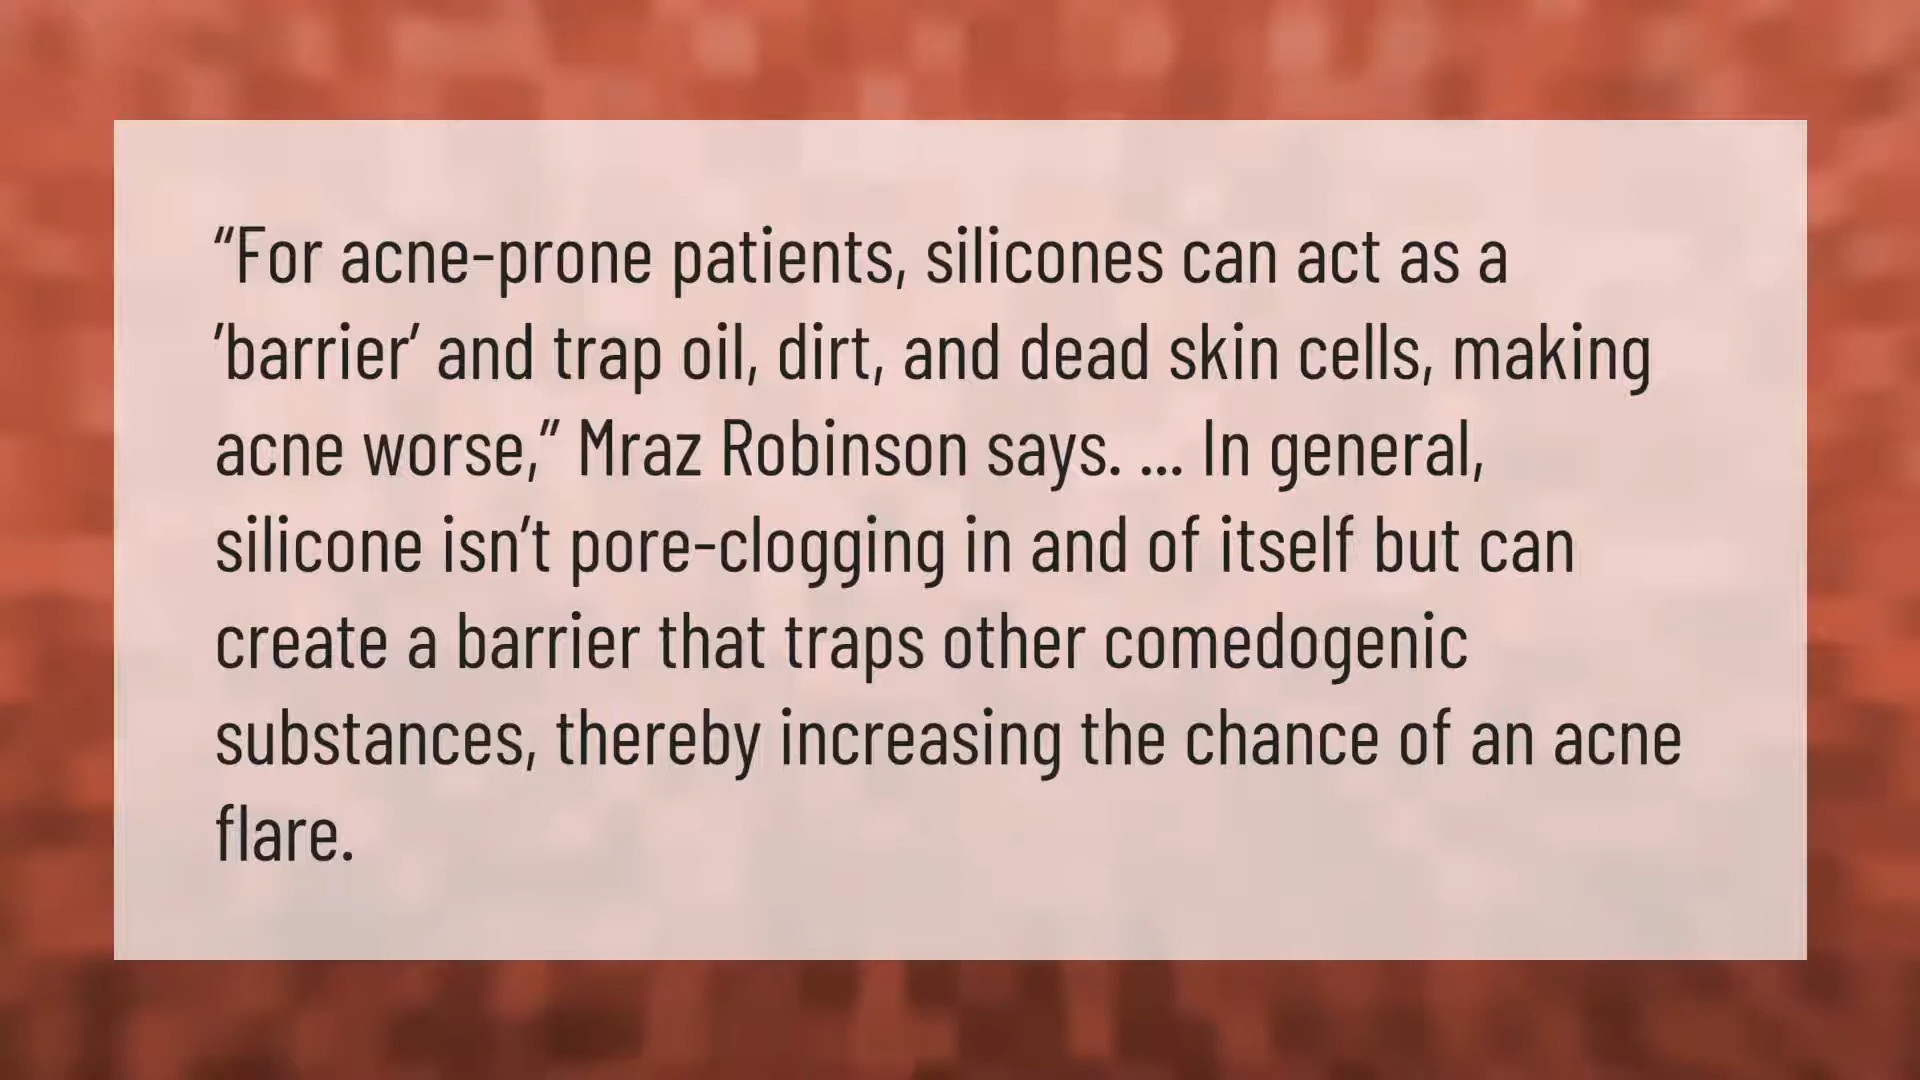 “For acne-prone patients, silicones can act as a
’barrier’ and trap oil, dirt, and dead skin cells, making
acne worse,” Mraz Robinson says. ... In general,
silicone isn’t pore-clogging in and of itself but can
create a barrier that traps other comedogenic
substances, thereby increasing the chance of an acne
flare.